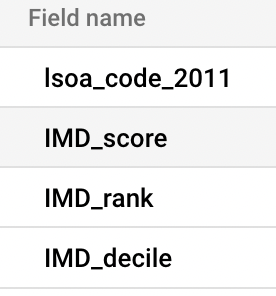 Field name
lsoa_code_2011
IMD_score
IMD_rank
IMD_decile